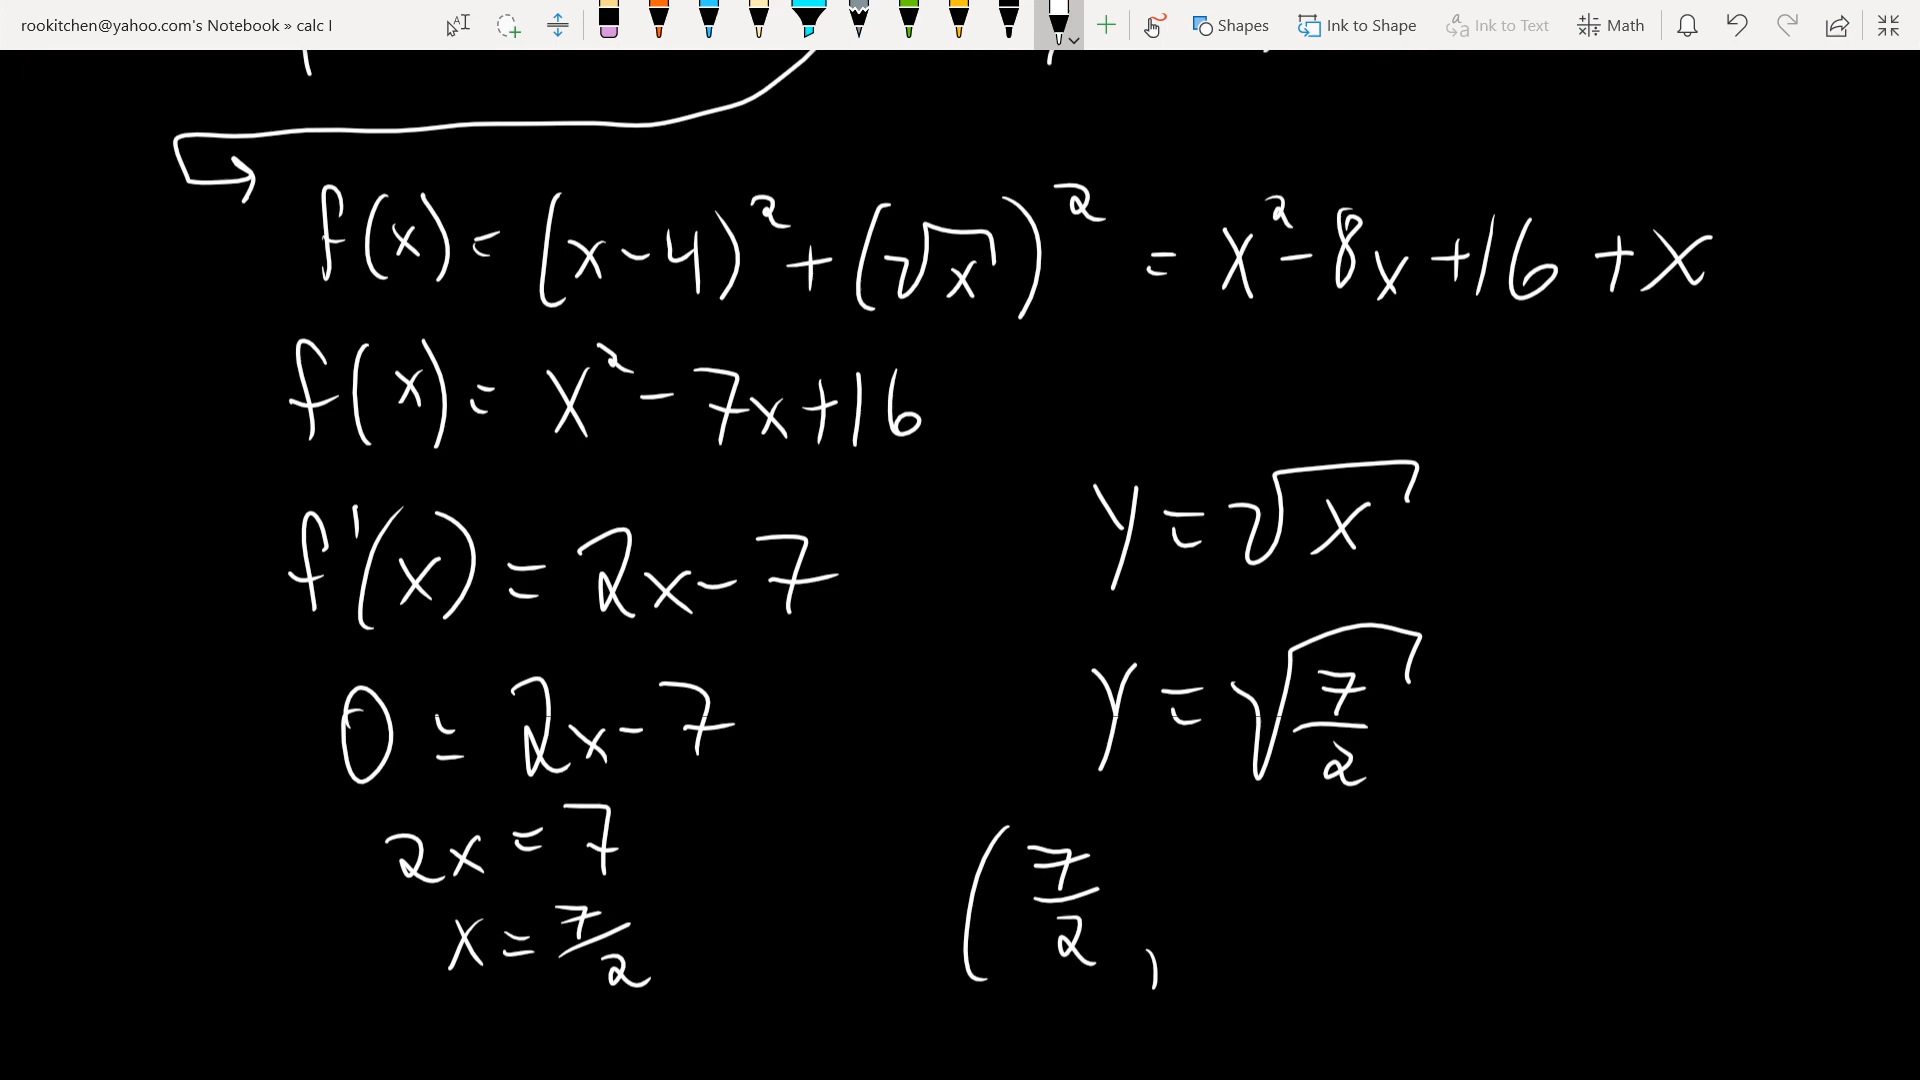 rookitchen@yahoo.com's Notebook » calc I
Shapes
Ink to Shape
Ink to Text
Math
f(x) = (x-4)² + (√x)² = x² - 8x + 16 + x
f(x) = x² - 7x + 16
f'(x) = 2x - 7
0 = 2x - 7
2x = 7
x = 7/2
y = √x
y = √(7/2)
(7/2,